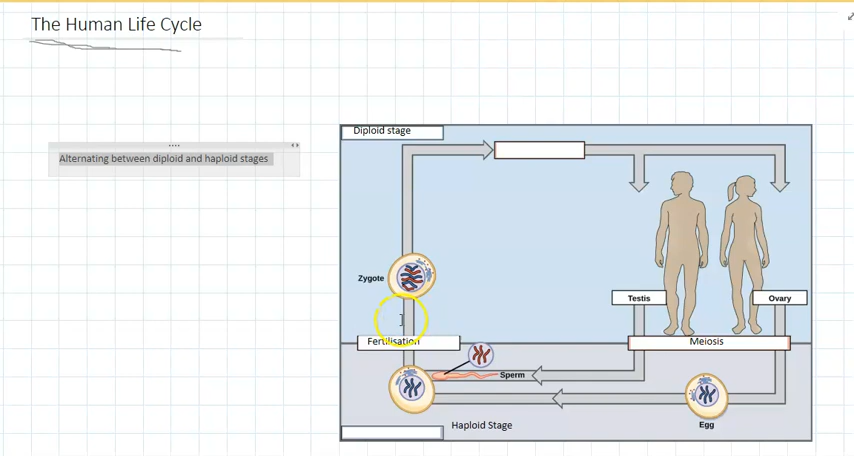 The Human Life Cycle
Alternating between diploid and haploid stages
Diploid stage
Zygote
Testis
Ovary
Fertilisation
Meiosis
Sperm
Egg
Haploid Stage